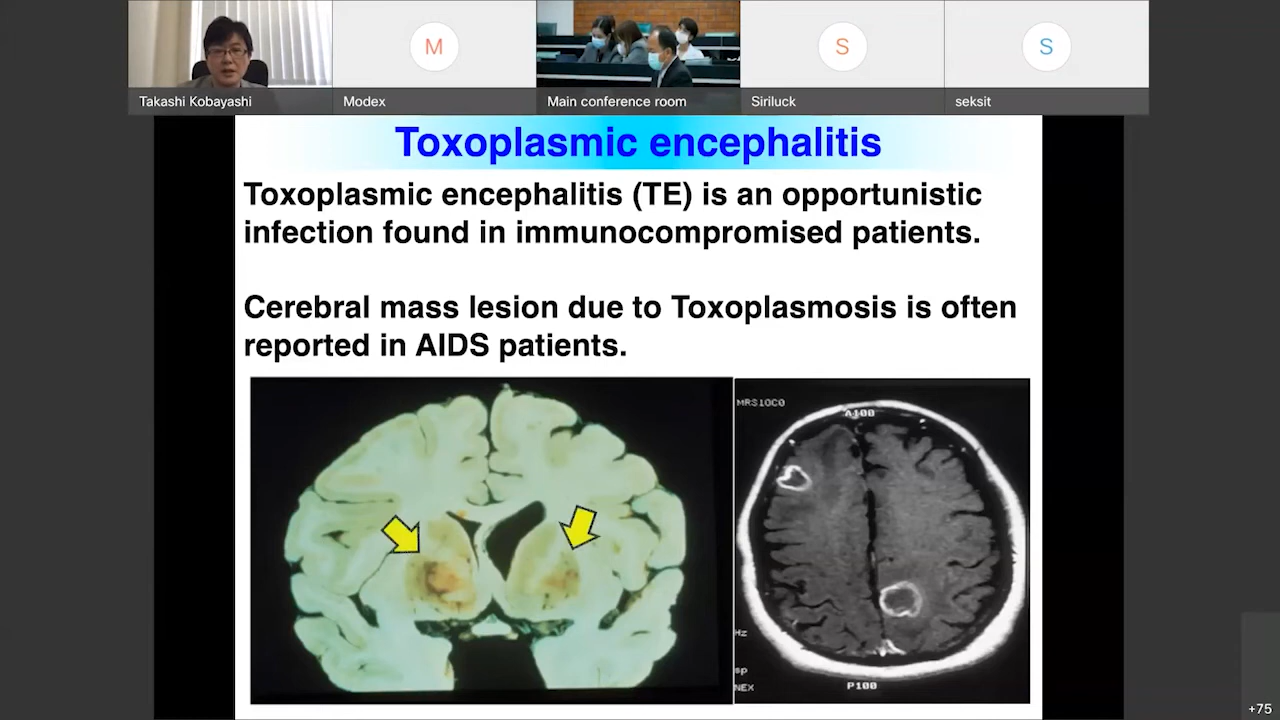 M
S
S
Takashi Kobayashi
Modex
Main conference room
Siriluck
seksit
Toxoplasmic encephalitis
Toxoplasmic encephalitis (TE) is an opportunistic
infection found in immunocompromised patients.
Cerebral mass lesion due to Toxoplasmosis is often
reported in AIDS patients.
MRS10C0
A100
Hz
sp
NEX
P100
+75